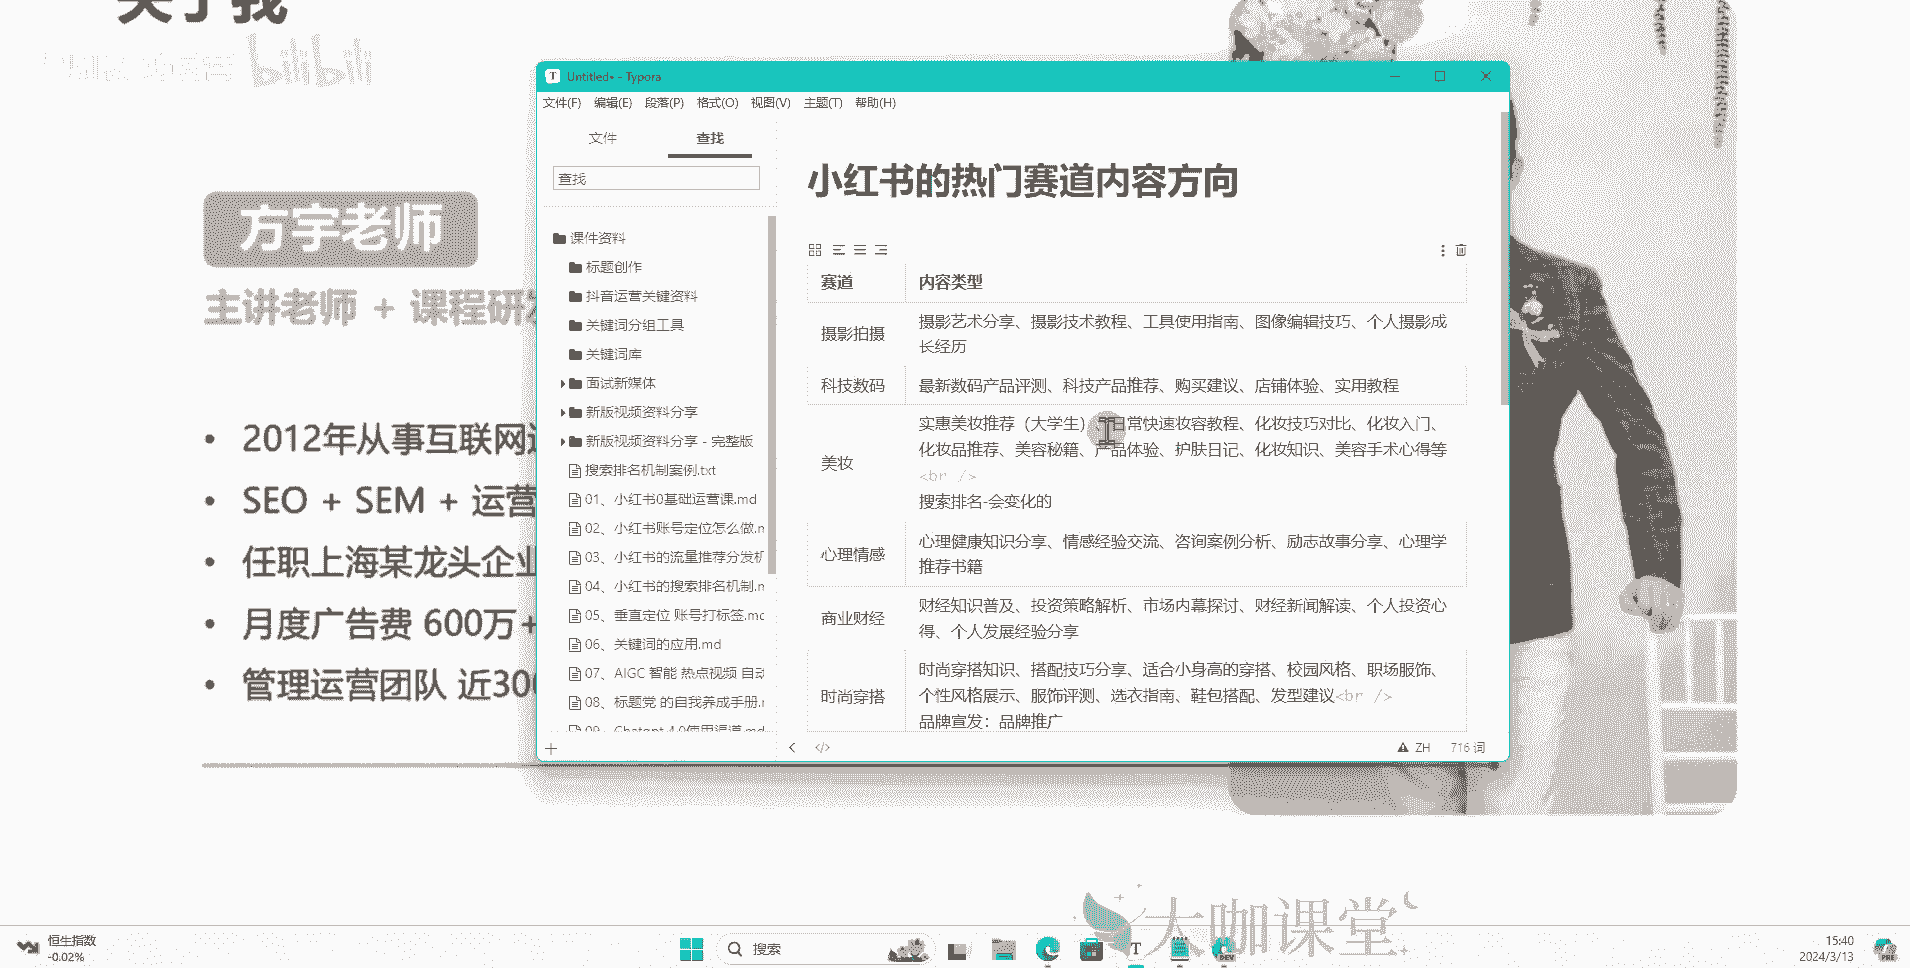 关于我
bilibili
方宇老师
主讲老师 + 课程研发
• 2012年从事互联网
• SEO + SEM + 运营
• 任职上海某龙头企业
• 月度广告费 600万+
• 管理运营团队 近300
Untitled• - Typora
文件(F) 编辑(E) 段落(P) 格式(O) 视图(V) 主题(T) 帮助(H)
文件 查找
查找
课件资料
标题创作
抖音运营关键资料
关键词分组工具
关键词库
面试新媒体
新版视频资料分享
新版视频资料分享 - 完整版
搜索排名机制案例.txt
01、小红书0基础运营课.md
02、小红书账号定位怎么做.m
03、小红书的流量推荐分发机
04、小红书的搜索排名机制.m
05、垂直定位 账号打标签.mc
06、关键词的应用.md
07、AIGC 智能 热点视频 自动
08、标题党 的自我养成手册.r
09、Chatgpt 4.0使用渠道.md
小红书的热门赛道内容方向
赛道 内容类型
摄影拍摄 摄影艺术分享、摄影技术教程、工具使用指南、图像编辑技巧、个人摄影成
长经历
科技数码 最新数码产品评测、科技产品推荐、购买建议、店铺体验、实用教程
美妆 实惠美妆推荐（大学生）、日常快速妆容教程、化妆技巧对比、化妆入门、
化妆品推荐、美容秘籍、产品体验、护肤日记、化妆知识、美容手术心得等
<br />
搜索排名-会变化的
心理情感 心理健康知识分享、情感经验交流、咨询案例分析、励志故事分享、心理学
推荐书籍
商业财经 财经知识普及、投资策略解析、市场内幕探讨、财经新闻解读、个人投资心
得、个人发展经验分享
时尚穿搭 时尚穿搭知识、搭配技巧分享、适合小身高的穿搭、校园风格、职场服饰、
个性风格展示、服饰评测、选衣指南、鞋包搭配、发型建议<br />
品牌宣发：品牌推广
ZH 716 词
大咖课堂
恒生指数
-0.02%
搜索
T
DEV
15:40
2024/3/13
PRE